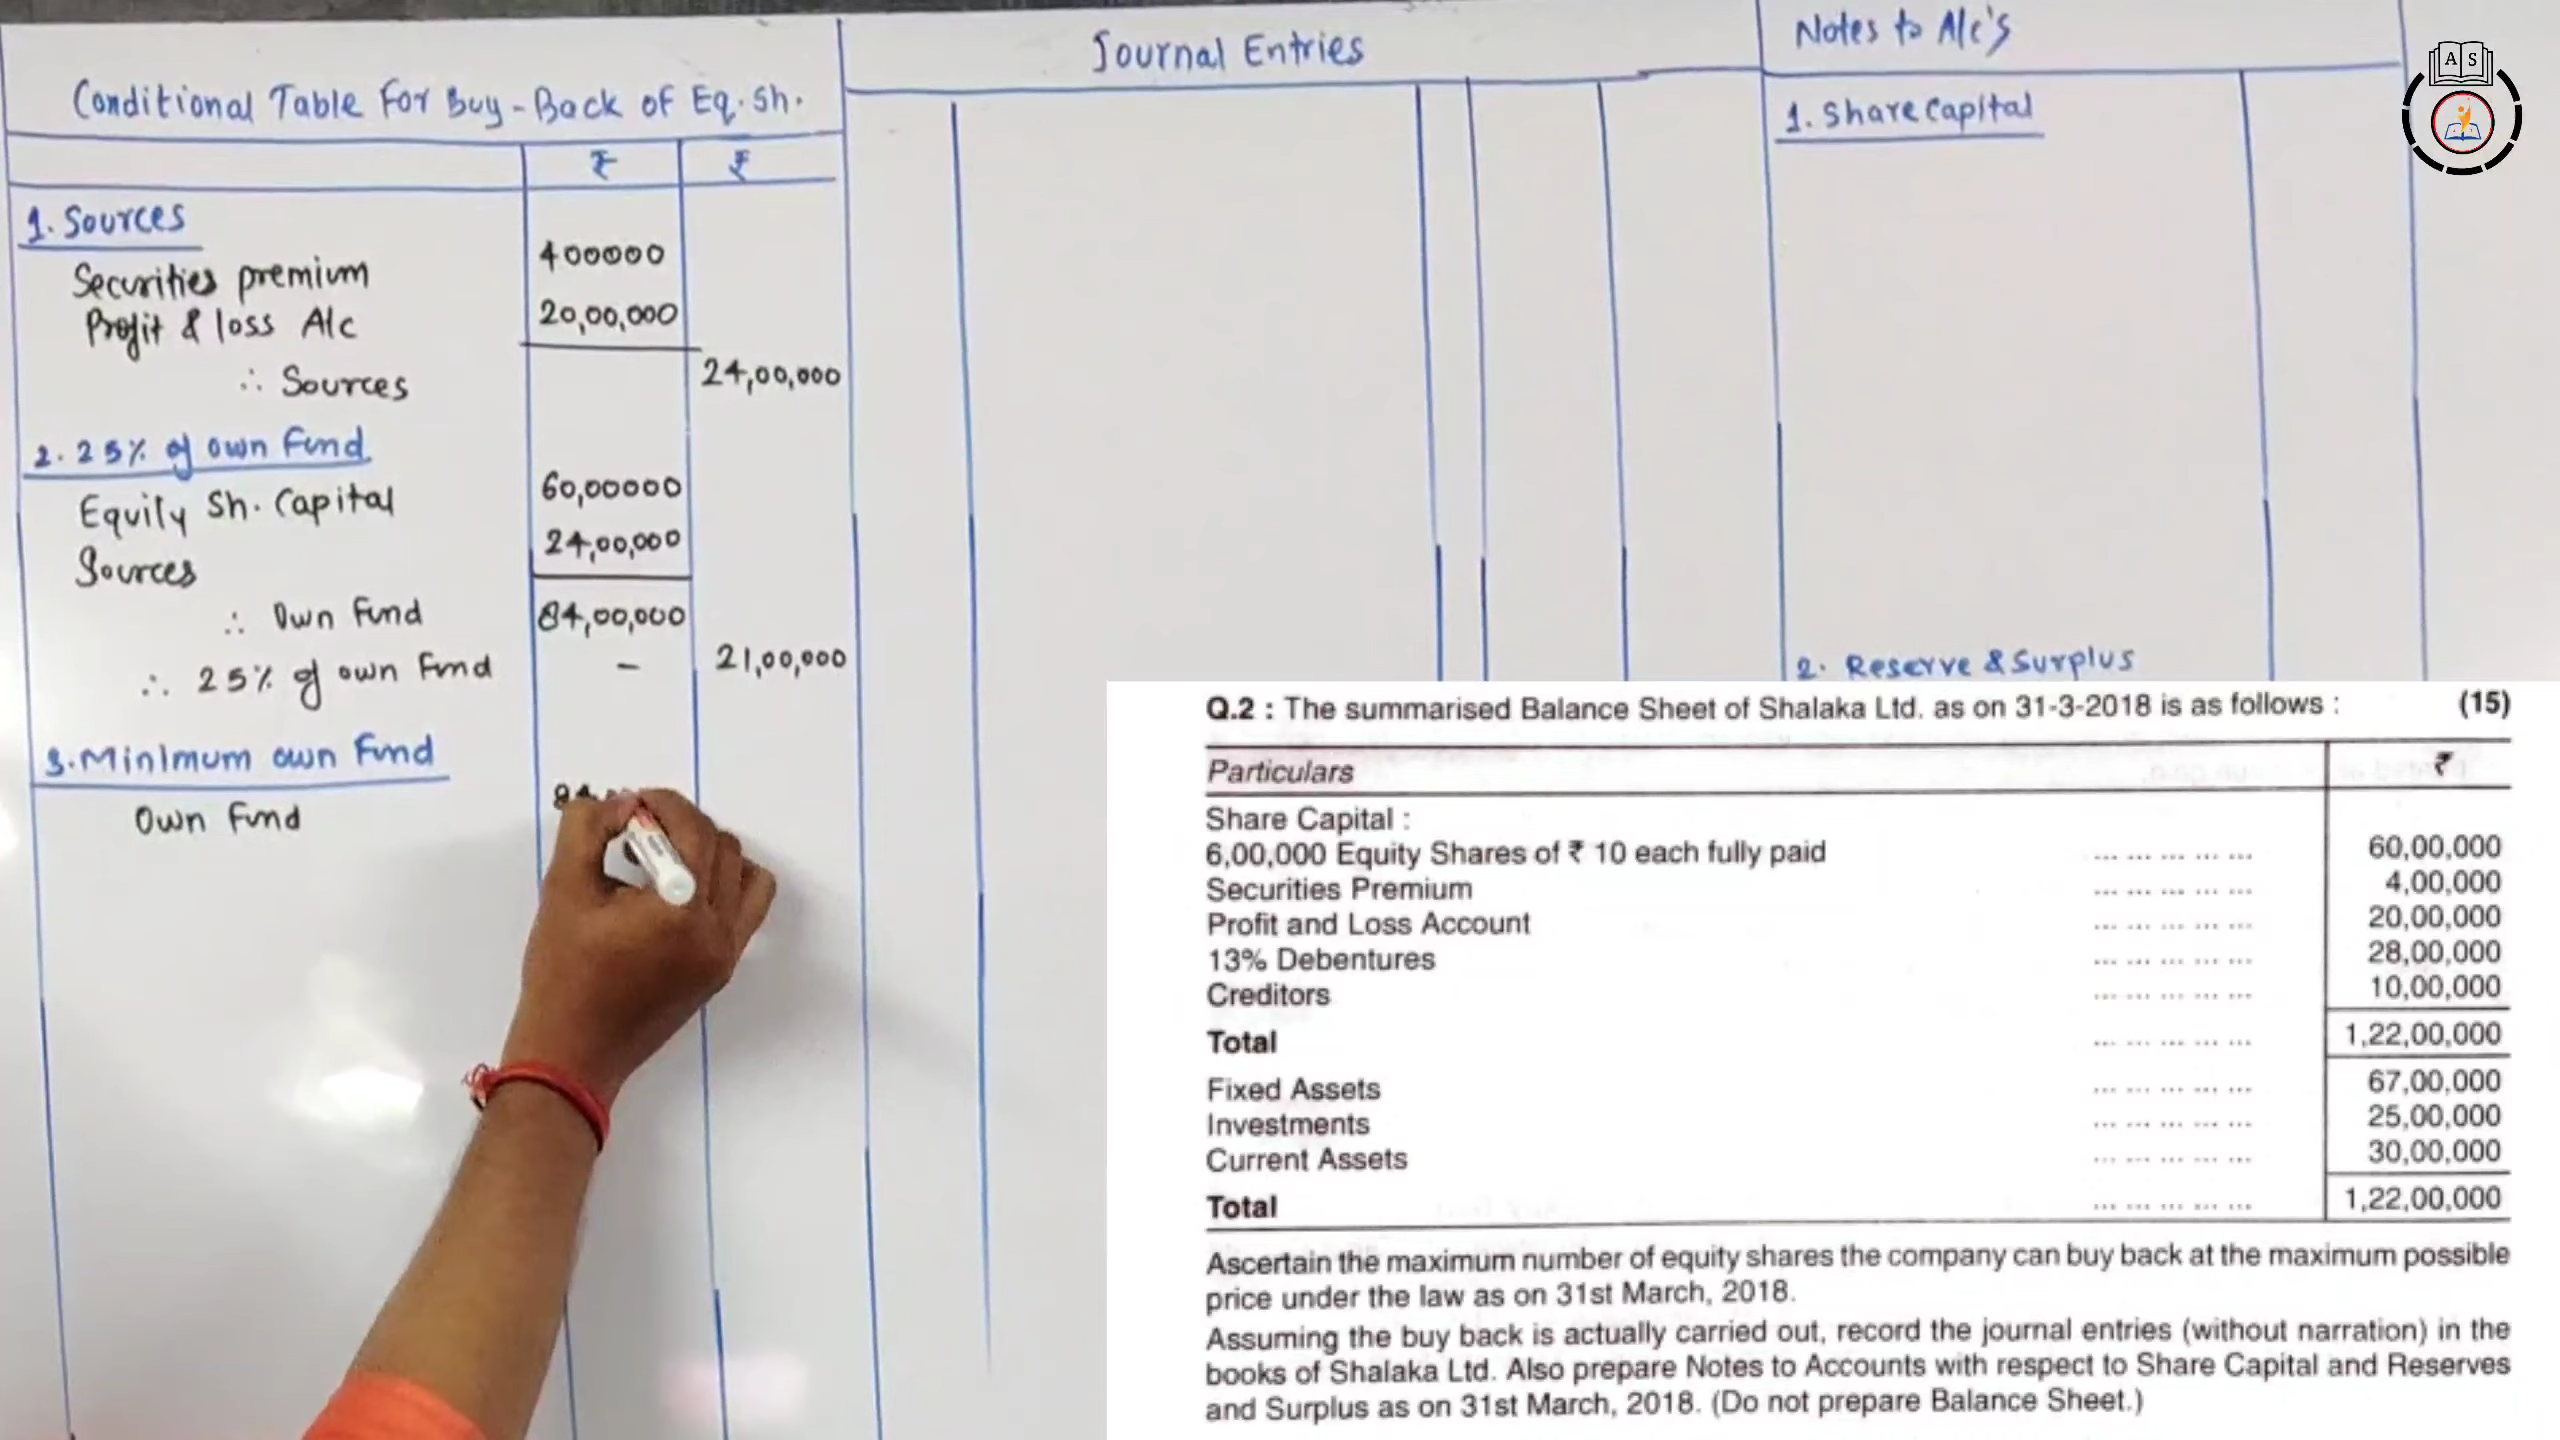 Conditional Table For Buy-Back of Eq. Sh.
₹ ₹
1. Sources
Securities premium 400000
Profit & loss A/c 20,00,000
∴ Sources 24,00,000
2. 25% of own Fund
Equity Sh. Capital 60,00000
Sources 24,00,000
∴ Own Fund 84,00,000
∴ 25% of own Fund – 21,00,000
3. Minimum own Fund
Own Fund 84
Journal Entries
Notes to A/c's
1. Share Capital
2. Reserve & Surplus
A S
Q.2 : The summarised Balance Sheet of Shalaka Ltd. as on 31-3-2018 is as follows : (15)
Particulars ₹
Share Capital :
6,00,000 Equity Shares of ₹ 10 each fully paid ... ... ... ... ... 60,00,000
Securities Premium ... ... ... ... ... 4,00,000
Profit and Loss Account ... ... ... ... ... 20,00,000
13% Debentures ... ... ... ... ... 28,00,000
Creditors ... ... ... ... ... 10,00,000
Total ... ... ... ... ... 1,22,00,000
Fixed Assets ... ... ... ... ... 67,00,000
Investments ... ... ... ... ... 25,00,000
Current Assets ... ... ... ... ... 30,00,000
Total ... ... ... ... ... 1,22,00,000
Ascertain the maximum number of equity shares the company can buy back at the maximum possible
price under the law as on 31st March, 2018.
Assuming the buy back is actually carried out, record the journal entries (without narration) in the
books of Shalaka Ltd. Also prepare Notes to Accounts with respect to Share Capital and Reserves
and Surplus as on 31st March, 2018. (Do not prepare Balance Sheet.)